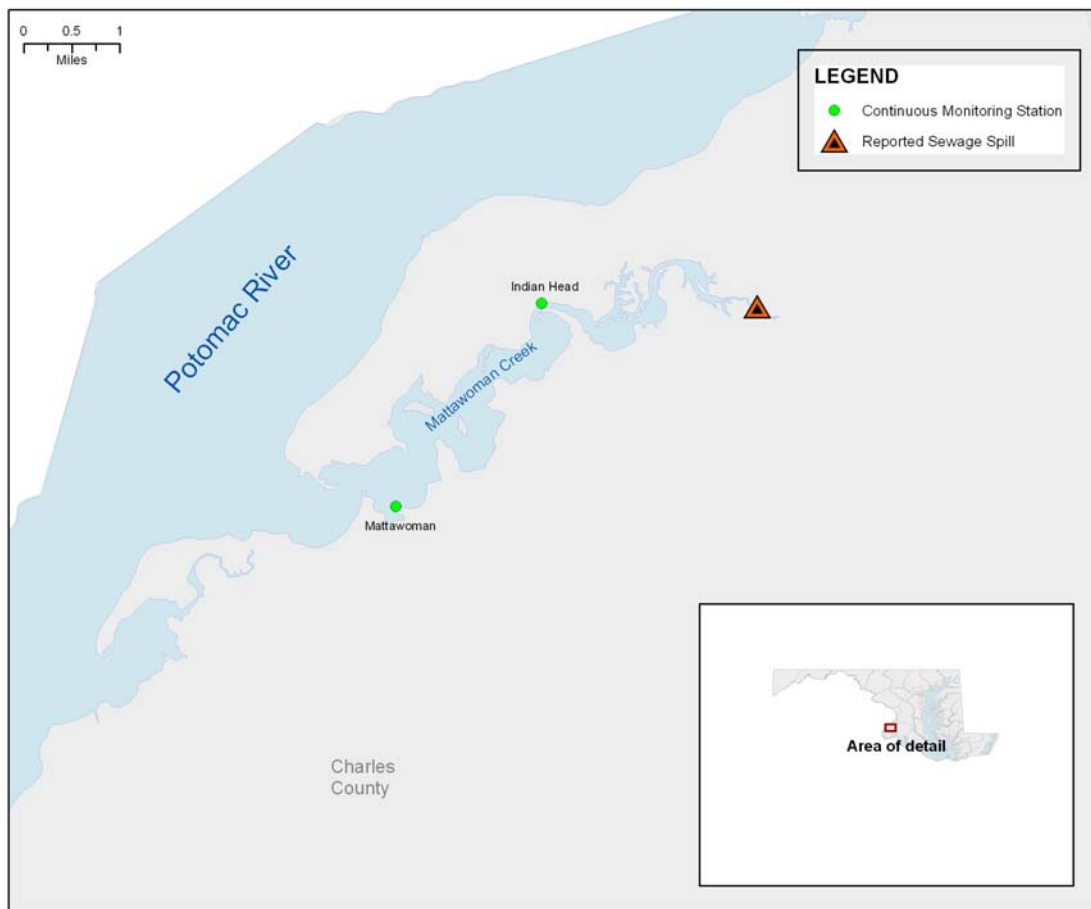 0 0.5 1
Miles
LEGEND
Continuous Monitoring Station
Reported Sewage Spill
Potomac River
Indian Head
Mattawoman Creek
Mattawoman
Charles
County
Area of detail